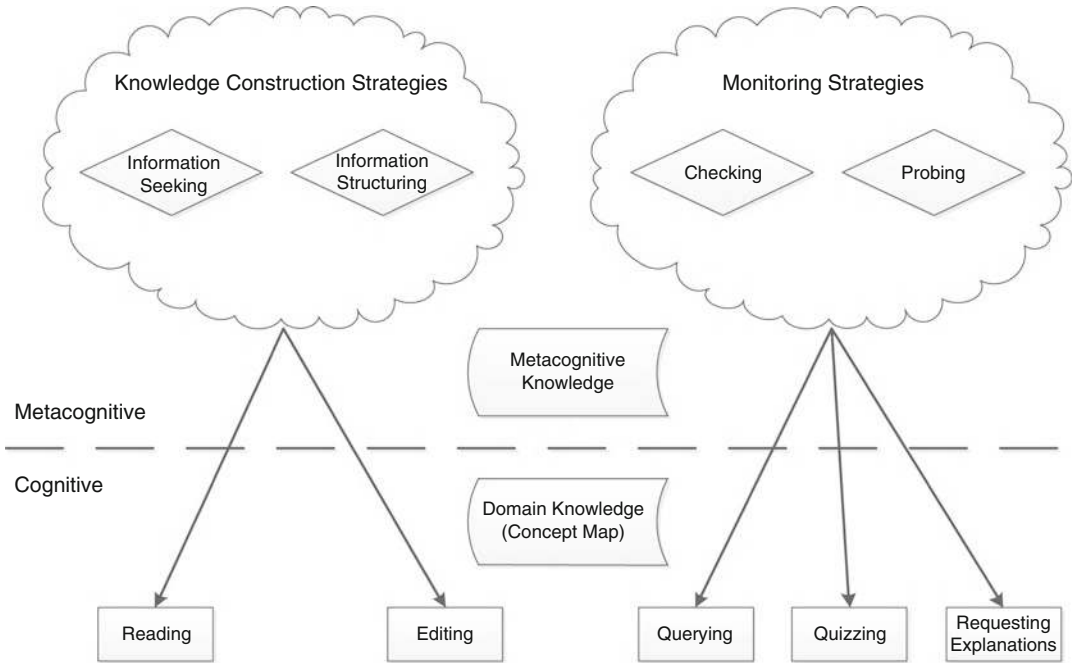 Knowledge Construction Strategies
Monitoring Strategies
Information
Seeking
Information
Structuring
Checking
Probing
Metacognitive
Knowledge
Metacognitive
Cognitive
Domain Knowledge
(Concept Map)
Reading
Editing
Querying
Quizzing
Requesting
Explanations